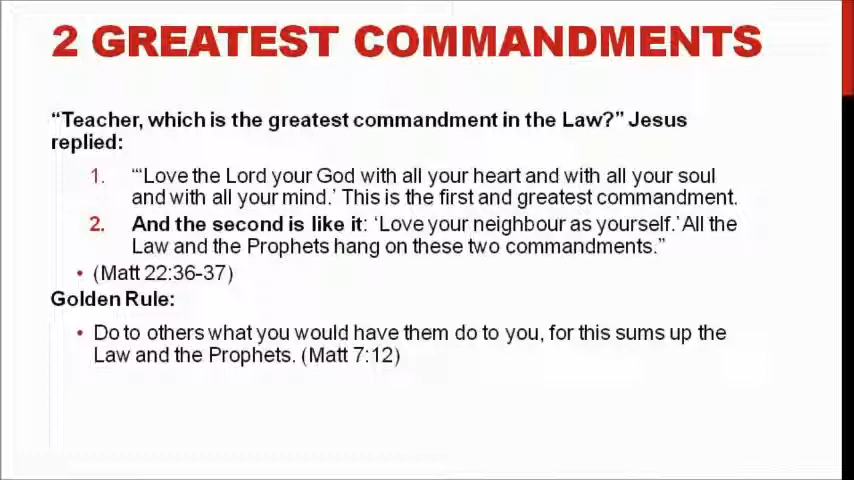 2 GREATEST COMMANDMENTS
“Teacher, which is the greatest commandment in the Law?” Jesus
replied:
1. “‘Love the Lord your God with all your heart and with all your soul
and with all your mind.’ This is the first and greatest commandment.
2. And the second is like it: ‘Love your neighbour as yourself.’ All the
Law and the Prophets hang on these two commandments.”
• (Matt 22:36-37)
Golden Rule:
• Do to others what you would have them do to you, for this sums up the
Law and the Prophets. (Matt 7:12)